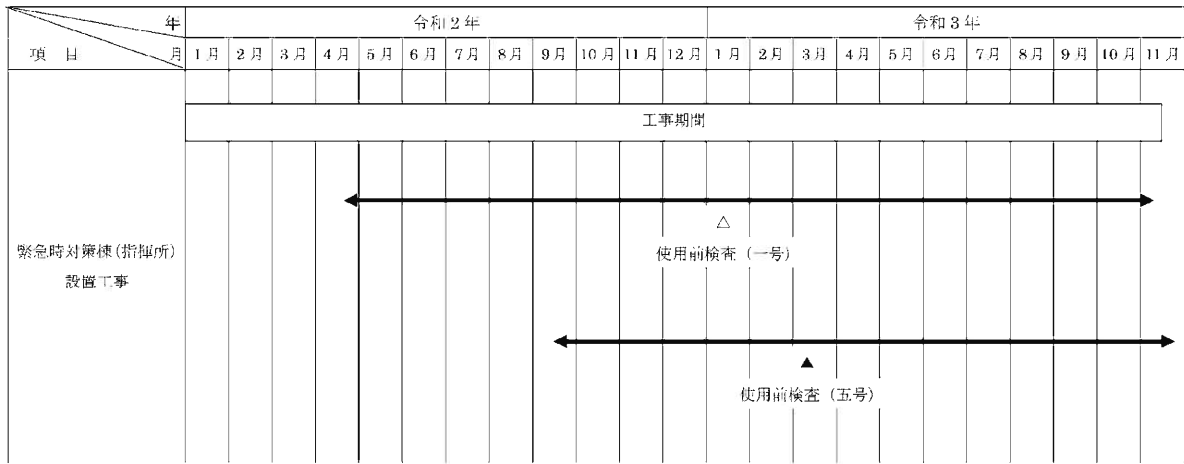 年 令和2年 令和3年
項 目 月 1月 2月 3月 4月 5月 6月 7月 8月 9月 10月 11月 12月 1月 2月 3月 4月 5月 6月 7月 8月 9月 10月 11月
工事期間
△
使用前検査(一号)
緊急時対策棟(指揮所)
設置工事
▲
使用前検査(五号)